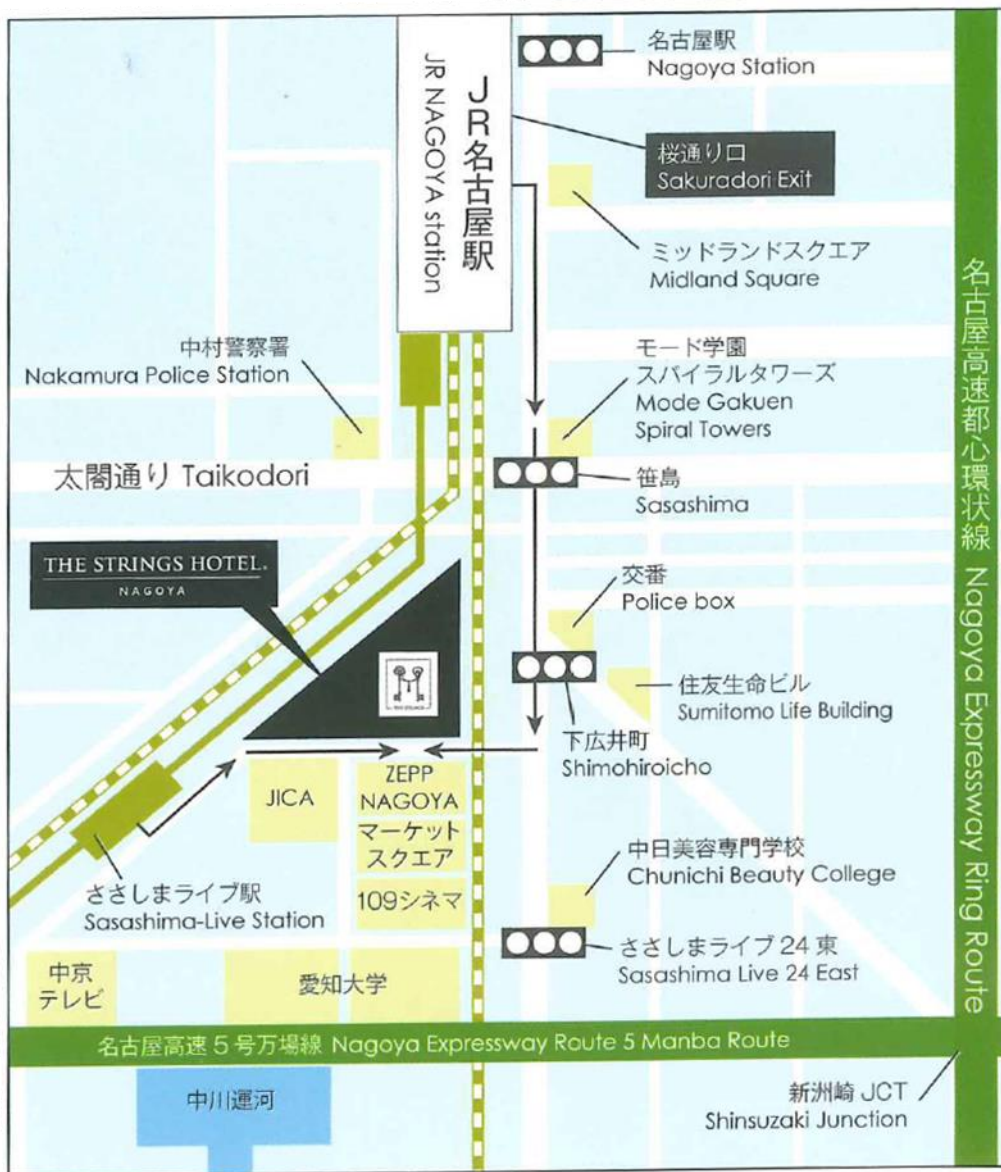 名古屋駅
Nagoya Station
JR名古屋駅
JR NAGOYA station
桜通り口
Sakuradori Exit
ミッドランドスクエア
Midland Square
中村警察署
Nakamura Police Station
モード学園
スパイラルタワーズ
Mode Gakuen
Spiral Towers
太閤通り Taikodori
笹島
Sasashima
THE STRINGS HOTEL®
NAGOYA
交番
Police box
住友生命ビル
Sumitomo Life Building
下広井町
Shimohiroicho
JICA
ZEPP
NAGOYA
マーケット
スクエア
109シネマ
ささしまライブ駅
Sasashima-Live Station
中日美容専門学校
Chunichi Beauty College
ささしまライブ24東
Sasashima Live 24 East
中京
テレビ
愛知大学
名古屋高速都心環状線 Nagoya Expressway Ring Route
名古屋高速5号万場線 Nagoya Expressway Route 5 Manba Route
中川運河
新洲崎 JCT
Shinsuzaki Junction